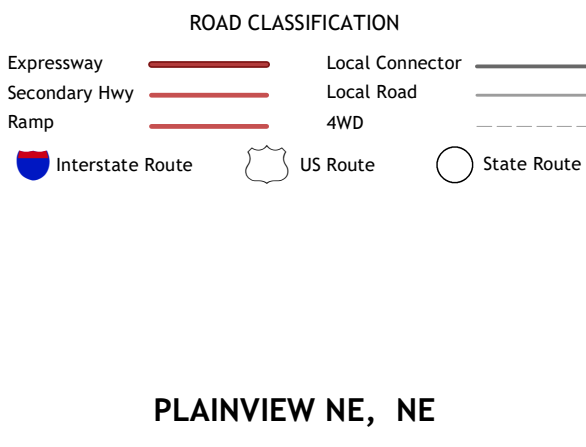 ROAD CLASSIFICATION
Expressway Local Connector
Secondary Hwy Local Road
Ramp 4WD
Interstate Route US Route State Route
PLAINVIEW NE, NE